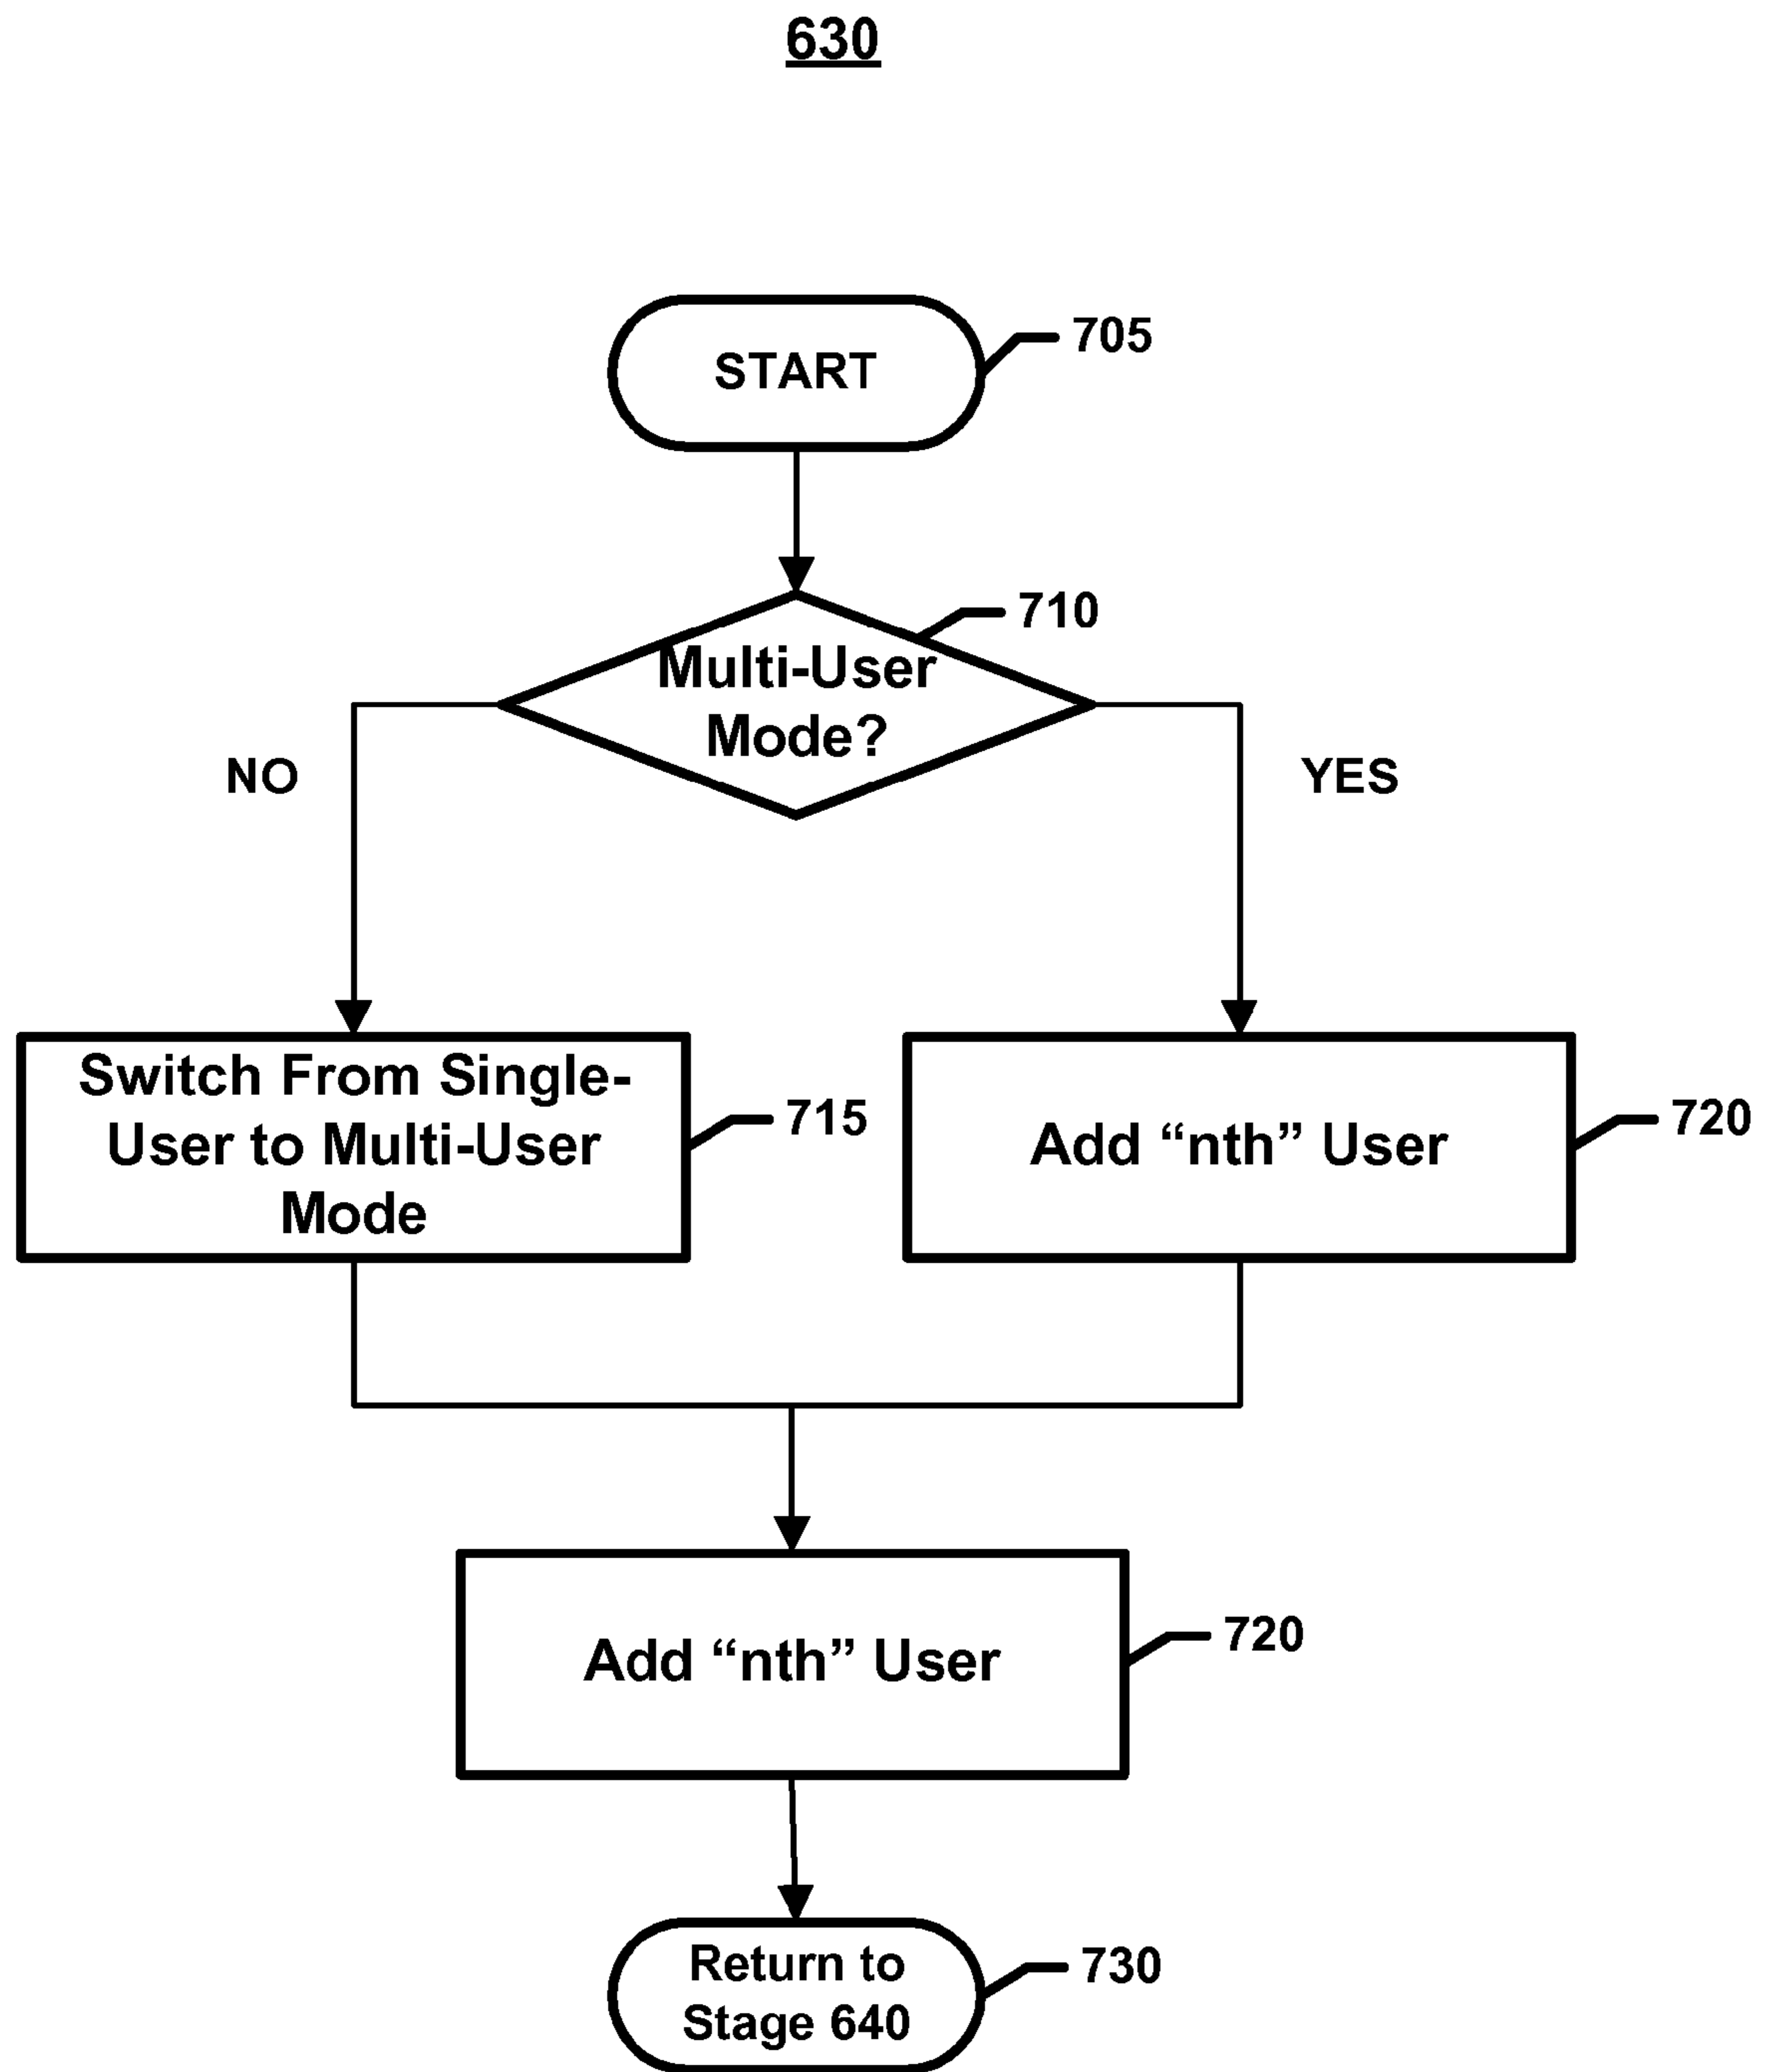 630
START
705
710
Multi-User
Mode?
NO
YES
Switch From Single-
User to Multi-User
Mode
715
Add “nth” User
720
Add “nth” User
720
Return to
Stage 640
730